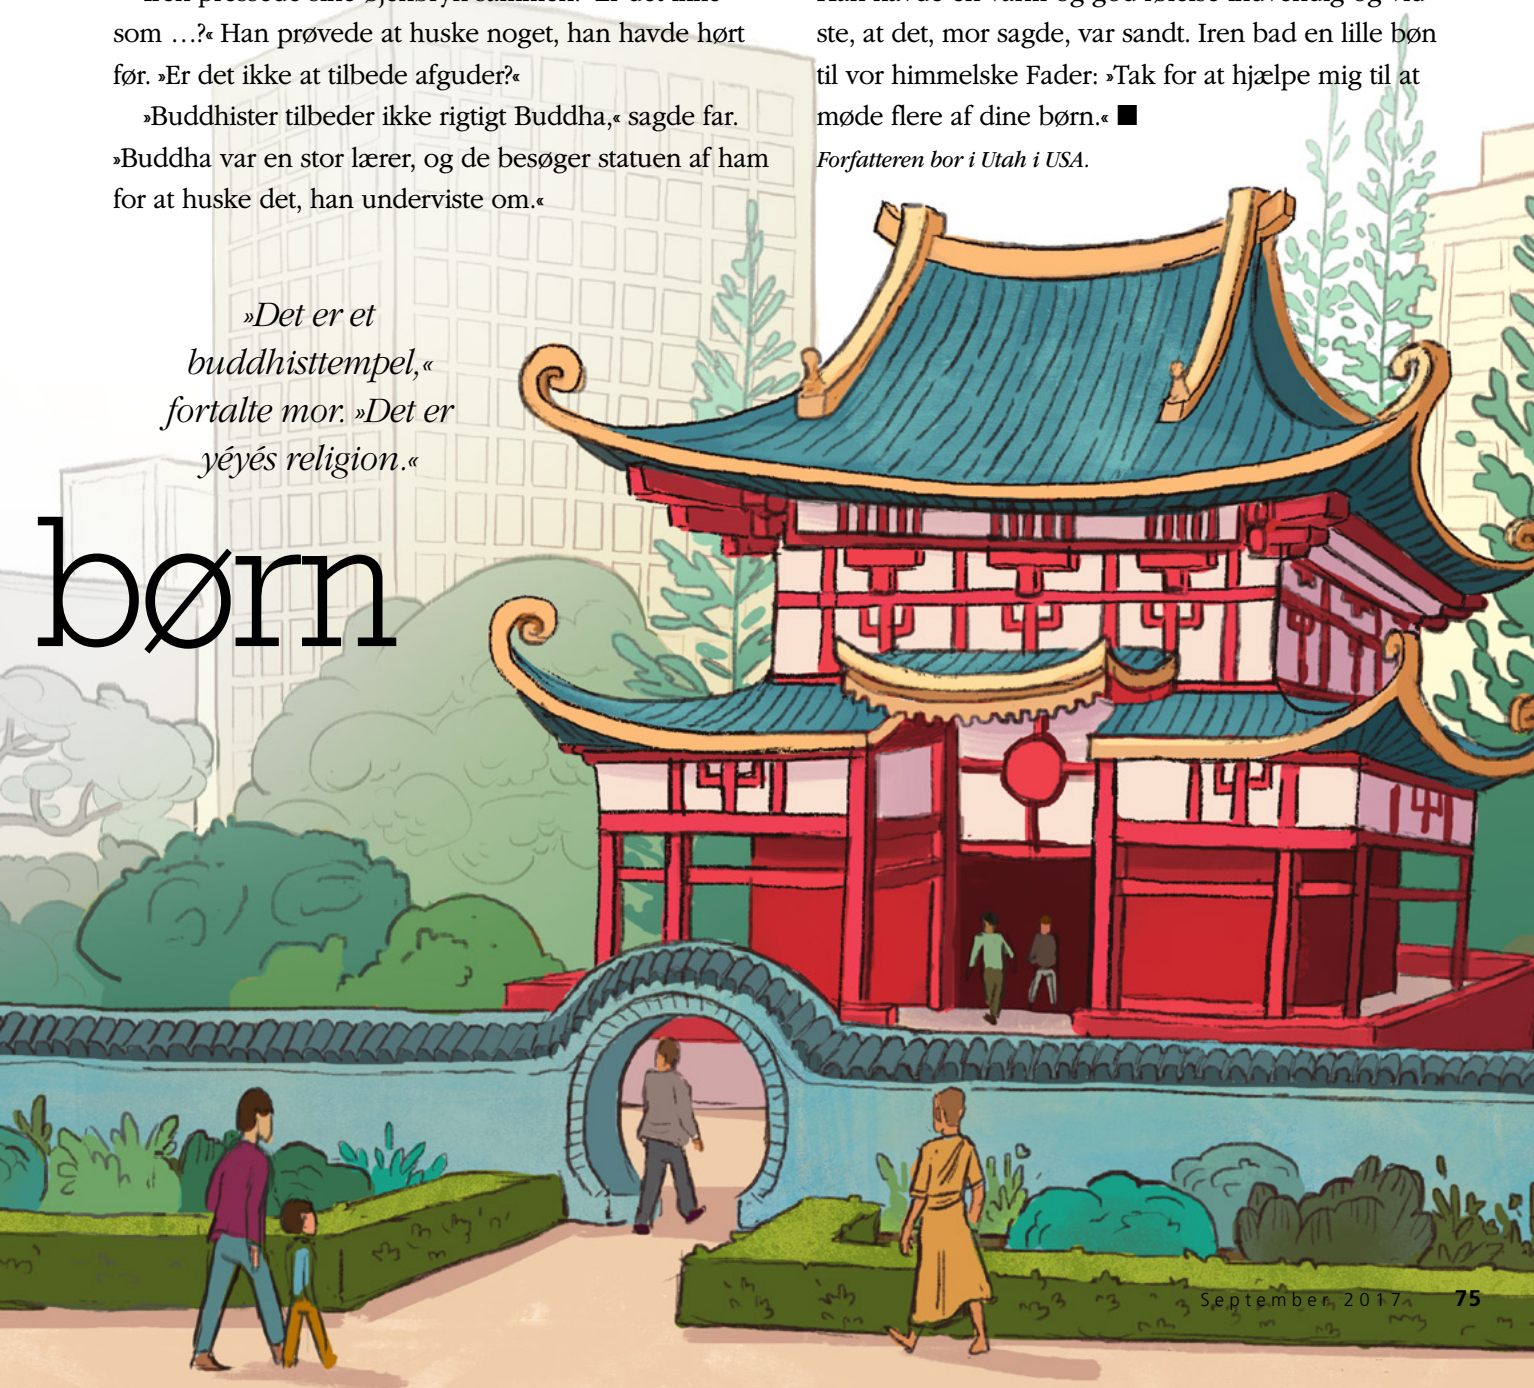 som …?« Han prøvede at huske noget, han havde hørt
før. »Er det ikke at tilbede afguder?«
»Buddhister tilbeder ikke rigtigt Buddha,« sagde far.
»Buddha var en stor lærer, og de besøger statuen af ham
for at huske det, han underviste om.«
ste, at det, mor sagde, var sandt. Iren bad en lille bøn
til vor himmelske Fader: »Tak for at hjælpe mig til at
møde flere af dine børn.« ■
Forfatteren bor i Utah i USA.
»Det er et
buddhisttempel,«
fortalte mor. »Det er
yéyés religion.«
børn
September 2017 75